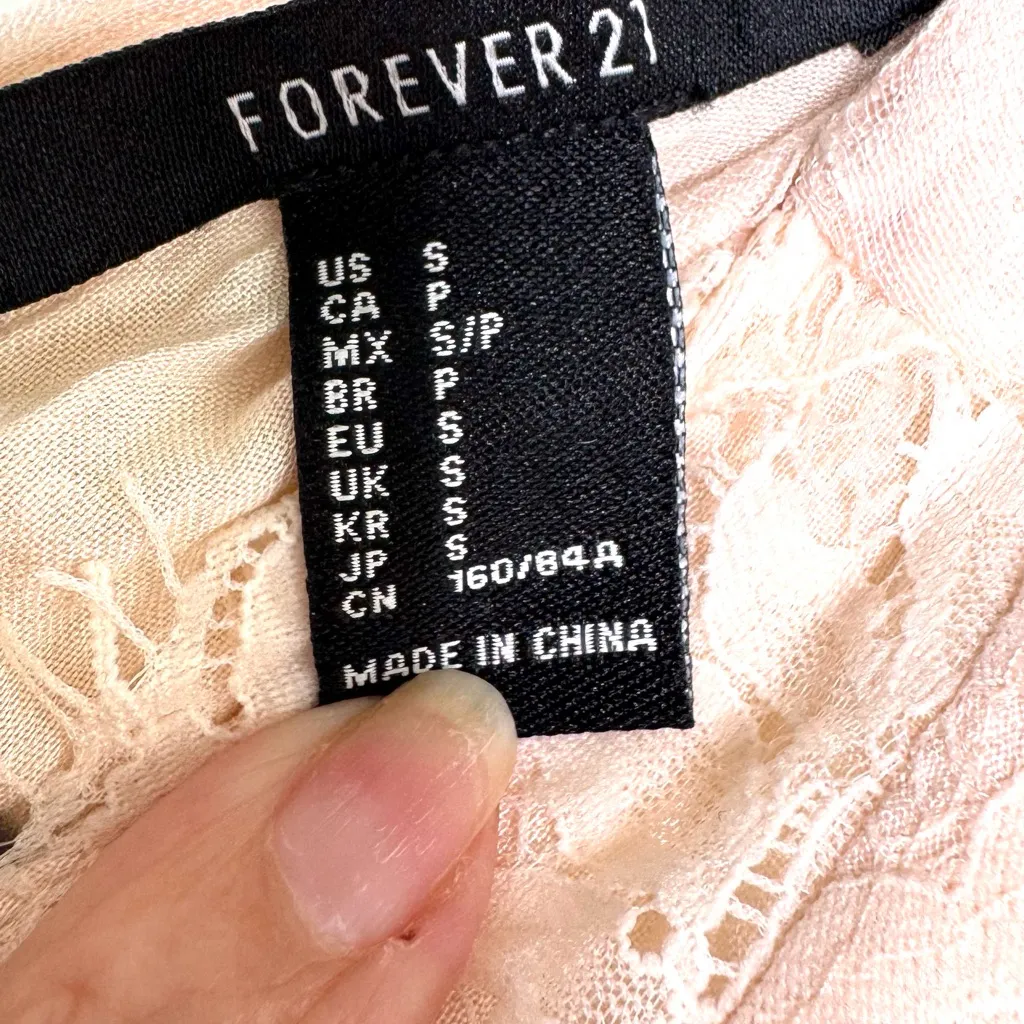 FOREVER 21
US S
CA P
MX S/P
BR P
EU S
UK S
KR S
JP S
CN 160/84A
MADE IN CHINA